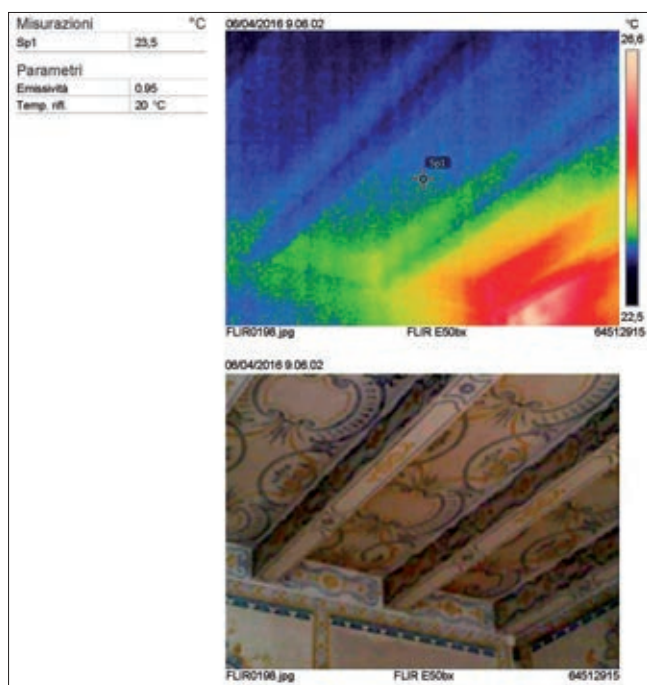 Misurazioni °C
Sp1 23,5
Parametri
Emissività 0.95
Temp. rifl. 20 °C
06/04/2016 9.06.02
°C
26,6
Sp1
22,5
FLIR0198.jpg FLIR E50bx 64512915
06/04/2016 9.06.02
FLIR0198.jpg FLIR E50bx 64512915